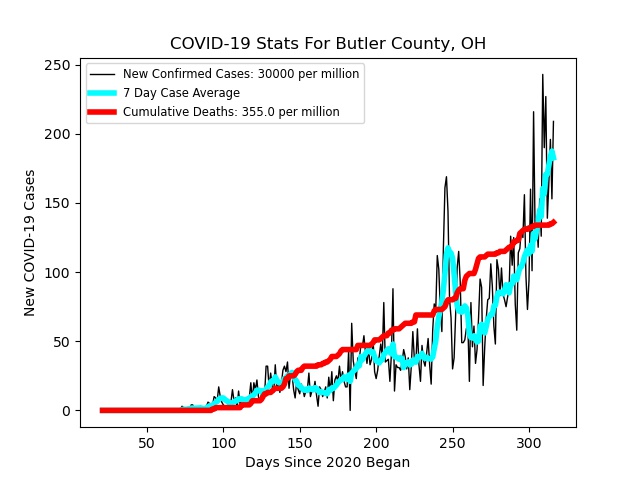 COVID-19 Stats For Butler County, OH
New Confirmed Cases: 30000 per million
7 Day Case Average
Cumulative Deaths: 355.0 per million
New COVID-19 Cases
250
200
150
100
50
0
50 100 150 200 250 300
Days Since 2020 Began